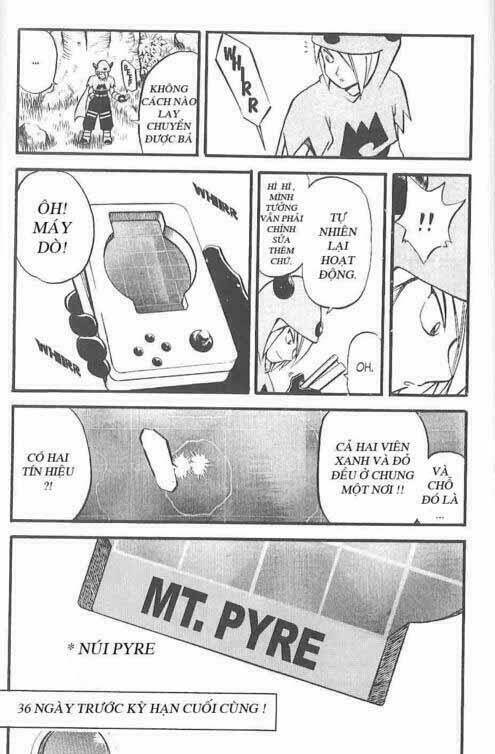 WHIRR
WHIRR
...
KHÔNG
CÁCH NÀO
LAY
CHUYỂN
ĐƯỢC BẢ
!!
TỰ
NHIÊN LẠI
HOẠT
ĐỘNG.
HÌ HÌ,
MÌNH
TƯỞNG
VẪN PHẢI
CHỈNH
SỬA
THÊM
CHỨ.
OH.
WHIRR
ÔH!
MÁY
DÒ!
WHIRR
VÀ
CHỖ
ĐÓ LÀ
...
CẢ HAI VIÊN
XANH VÀ ĐỎ
ĐỀU Ở CHUNG
MỘT NƠI !!
CÓ HAI
TÍN HIỆU
?!
MT. PYRE
* NÚI PYRE
36 NGÀY TRƯỚC KỲ HẠN CUỐI CÙNG !